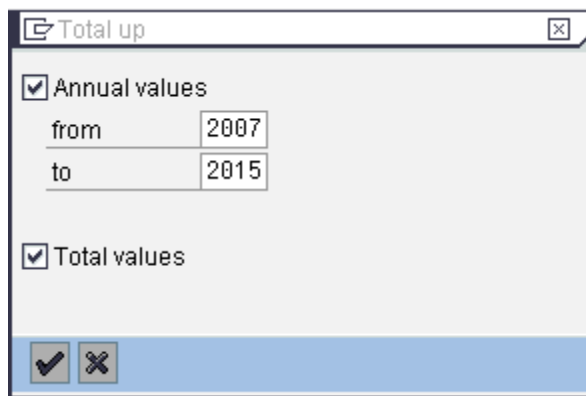 Total up
Annual values
from 2007
to 2015
Total values